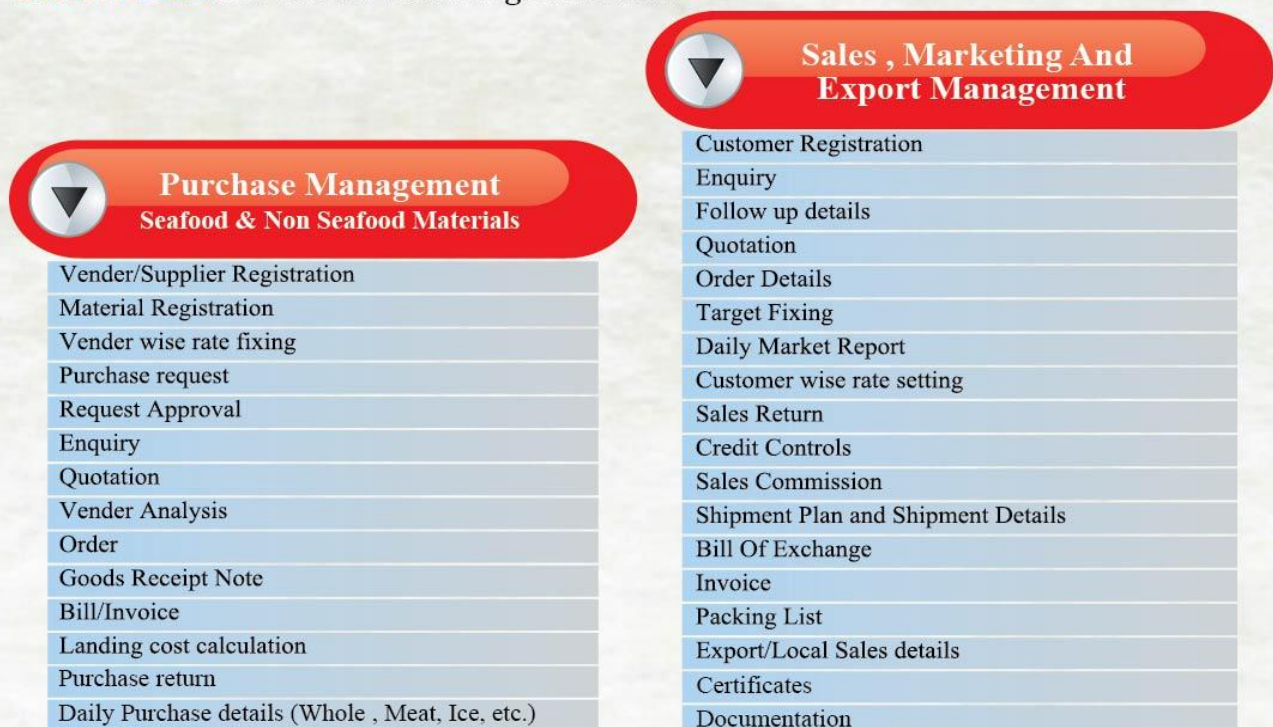 Purchase Management
Seafood & Non Seafood Materials
Vender/Supplier Registration
Material Registration
Vender wise rate fixing
Purchase request
Request Approval
Enquiry
Quotation
Vender Analysis
Order
Goods Receipt Note
Bill/Invoice
Landing cost calculation
Purchase return
Daily Purchase details (Whole , Meat, Ice, etc.)
Sales , Marketing And
Export Management
Customer Registration
Enquiry
Follow up details
Quotation
Order Details
Target Fixing
Daily Market Report
Customer wise rate setting
Sales Return
Credit Controls
Sales Commission
Shipment Plan and Shipment Details
Bill Of Exchange
Invoice
Packing List
Export/Local Sales details
Certificates
Documentation